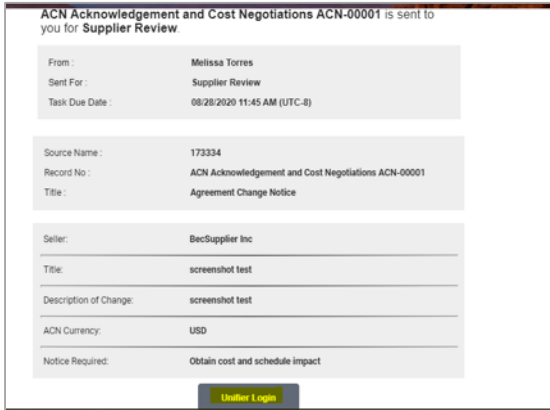 ACN Acknowledgement and Cost Negotiations ACN-00001 is sent to
you for Supplier Review.
From : Melissa Torres
Sent For : Supplier Review
Task Due Date : 08/28/2020 11:45 AM (UTC-8)
Source Name : 173334
Record No : ACN Acknowledgement and Cost Negotiations ACN-00001
Title : Agreement Change Notice
Seller: BecSupplier Inc
Title: screenshot test
Description of Change: screenshot test
ACN Currency: USD
Notice Required: Obtain cost and schedule impact
Unifier Login